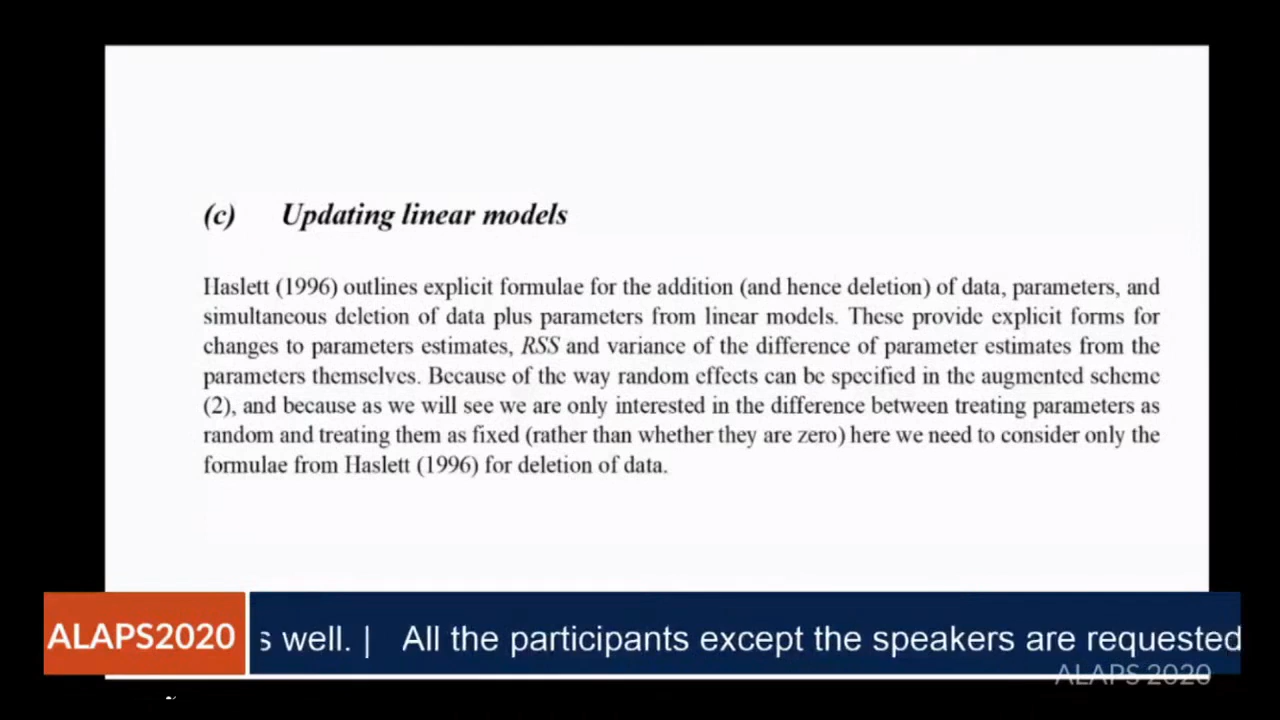 (c) Updating linear models
Haslett (1996) outlines explicit formulae for the addition (and hence deletion) of data, parameters, and
simultaneous deletion of data plus parameters from linear models. These provide explicit forms for
changes to parameters estimates, RSS and variance of the difference of parameter estimates from the
parameters themselves. Because of the way random effects can be specified in the augmented scheme
(2), and because as we will see we are only interested in the difference between treating parameters as
random and treating them as fixed (rather than whether they are zero) here we need to consider only the
formulae from Haslett (1996) for deletion of data.
ALAPS2020 s well. | All the participants except the speakers are requested
ALAPS 2020